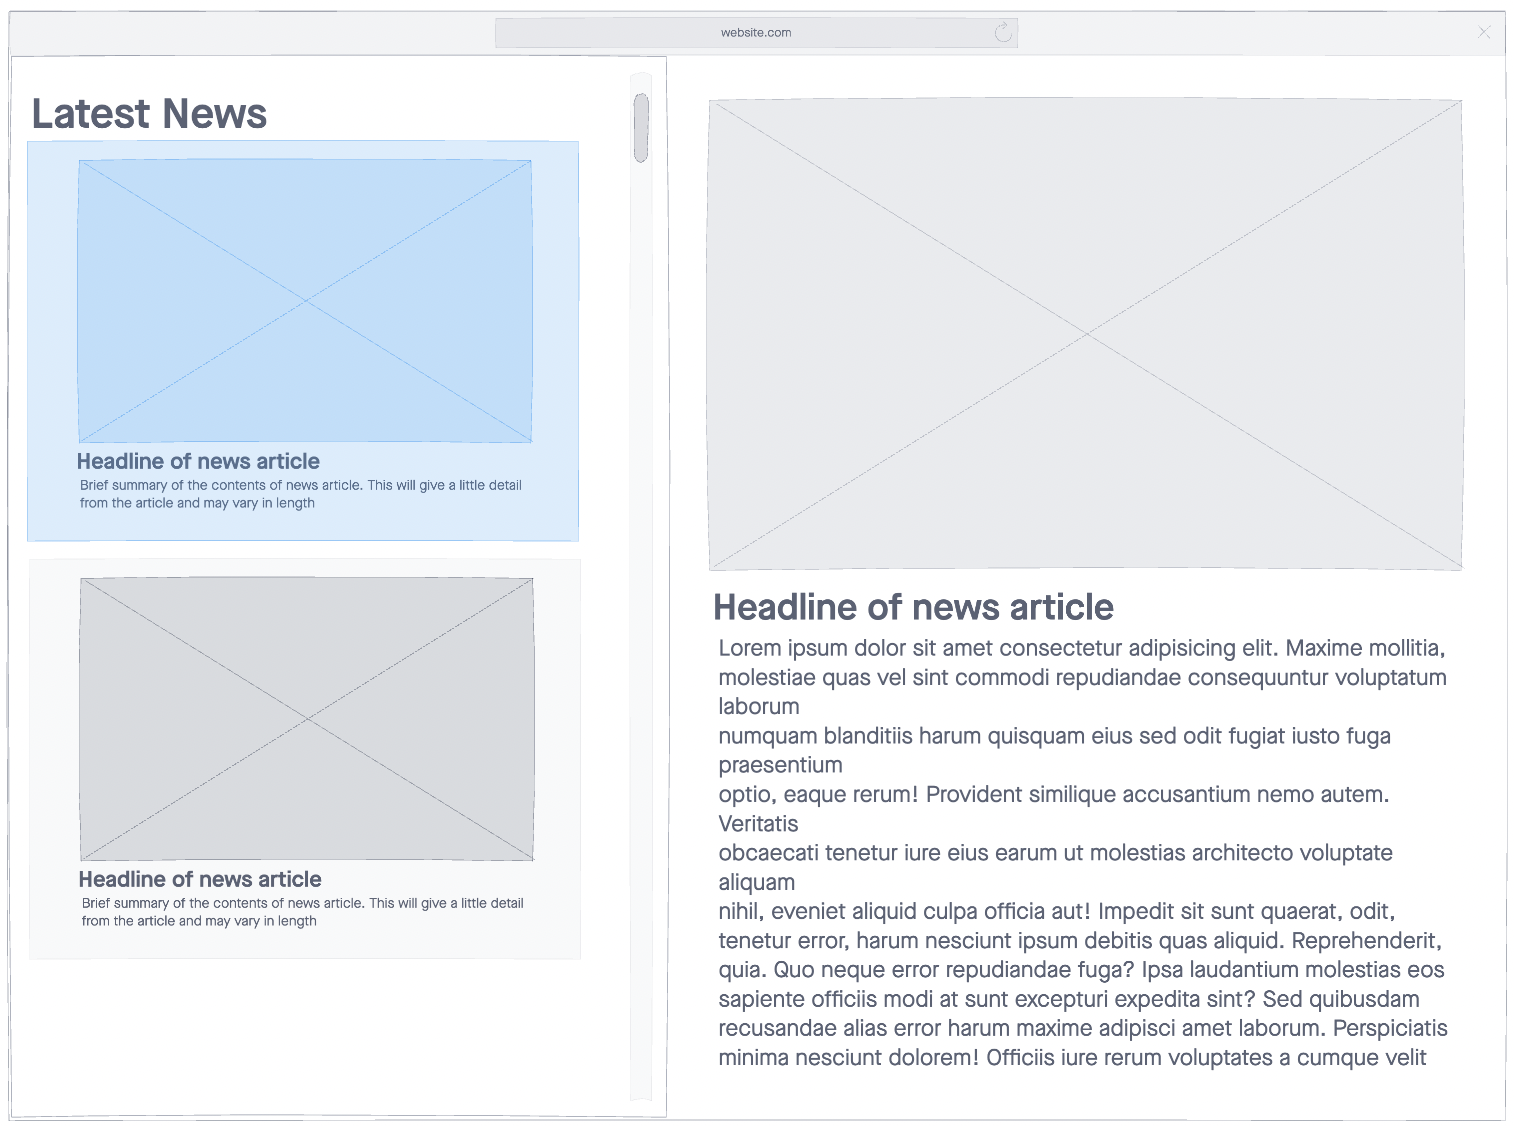 website.com
Latest News
Headline of news article
Brief summary of the contents of news article. This will give a little detail
from the article and may vary in length
Headline of news article
Brief summary of the contents of news article. This will give a little detail
from the article and may vary in length
Headline of news article
Lorem ipsum dolor sit amet consectetur adipisicing elit. Maxime mollitia,
molestiae quas vel sint commodi repudiandae consequuntur voluptatum
laborum
numquam blanditiis harum quisquam eius sed odit fugiat iusto fuga
praesentium
optio, eaque rerum! Provident similique accusantium nemo autem.
Veritatis
obcaecati tenetur iure eius earum ut molestias architecto voluptate
aliquam
nihil, eveniet aliquid culpa officia aut! Impedit sit sunt quaerat, odit,
tenetur error, harum nesciunt ipsum debitis quas aliquid. Reprehenderit,
quia. Quo neque error repudiandae fuga? Ipsa laudantium molestias eos
sapiente officiis modi at sunt excepturi expedita sint? Sed quibusdam
recusandae alias error harum maxime adipisci amet laborum. Perspiciatis
minima nesciunt dolorem! Officiis iure rerum voluptates a cumque velit